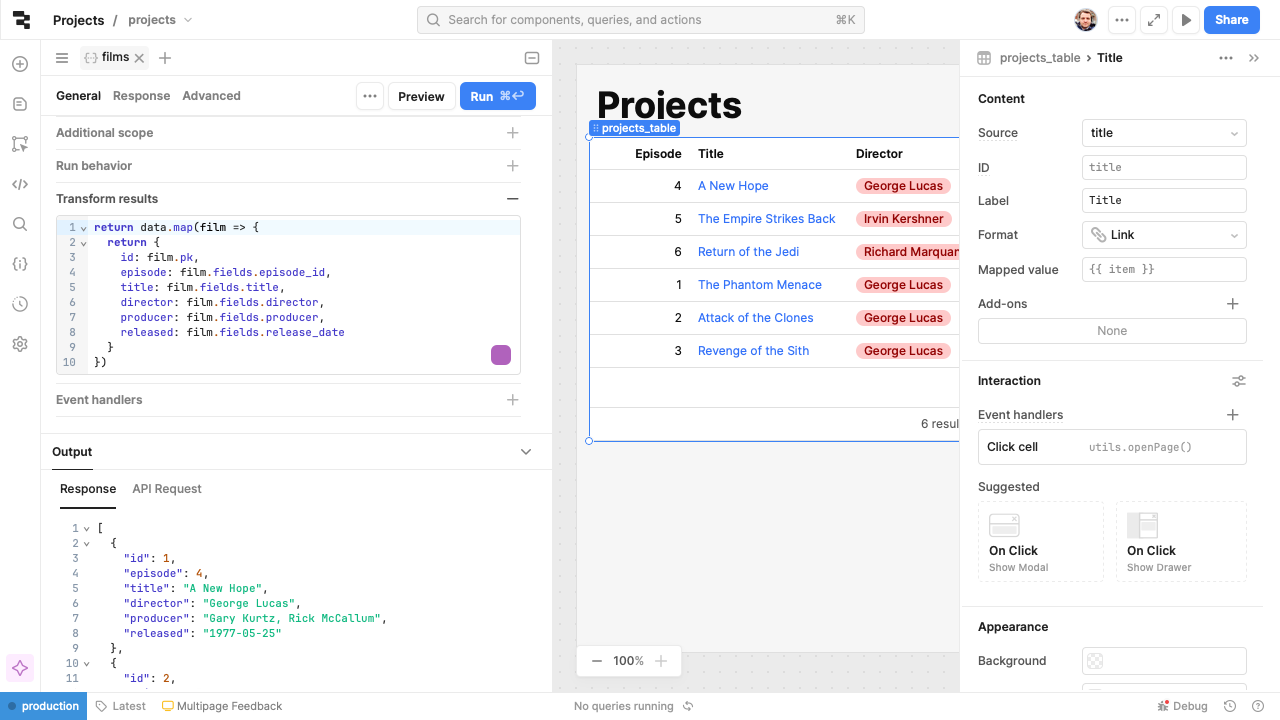 Projects / projects
Search for components, queries, and actions ⌘K
Share
films
General Response Advanced
Preview
Run ⌘↩
Additional scope
Run behavior
Transform results
1 return data.map(film => {
2 return {
3 id: film.pk,
4 episode: film.fields.episode_id,
5 title: film.fields.title,
6 director: film.fields.director,
7 producer: film.fields.producer,
8 released: film.fields.release_date
9 }
10 })
Event handlers
Output
Response API Request
1 [
2 {
3 "id": 1,
4 "episode": 4,
5 "title": "A New Hope",
6 "director": "George Lucas",
7 "producer": "Gary Kurtz, Rick McCallum",
8 "released": "1977-05-25"
9 },
10 {
11 "id": 2,
Projects
projects_table
Episode Title Director
4 A New Hope George Lucas
5 The Empire Strikes Back Irvin Kershner
6 Return of the Jedi Richard Marquan
1 The Phantom Menace George Lucas
2 Attack of the Clones George Lucas
3 Revenge of the Sith George Lucas
6 resul
100%
projects_table > Title
Content
Source title
ID title
Label Title
Format Link
Mapped value {{ item }}
Add-ons
None
Interaction
Event handlers
Click cell utils.openPage()
Suggested
On Click
Show Modal
On Click
Show Drawer
Appearance
Background
production Latest Multipage Feedback
No queries running
Debug